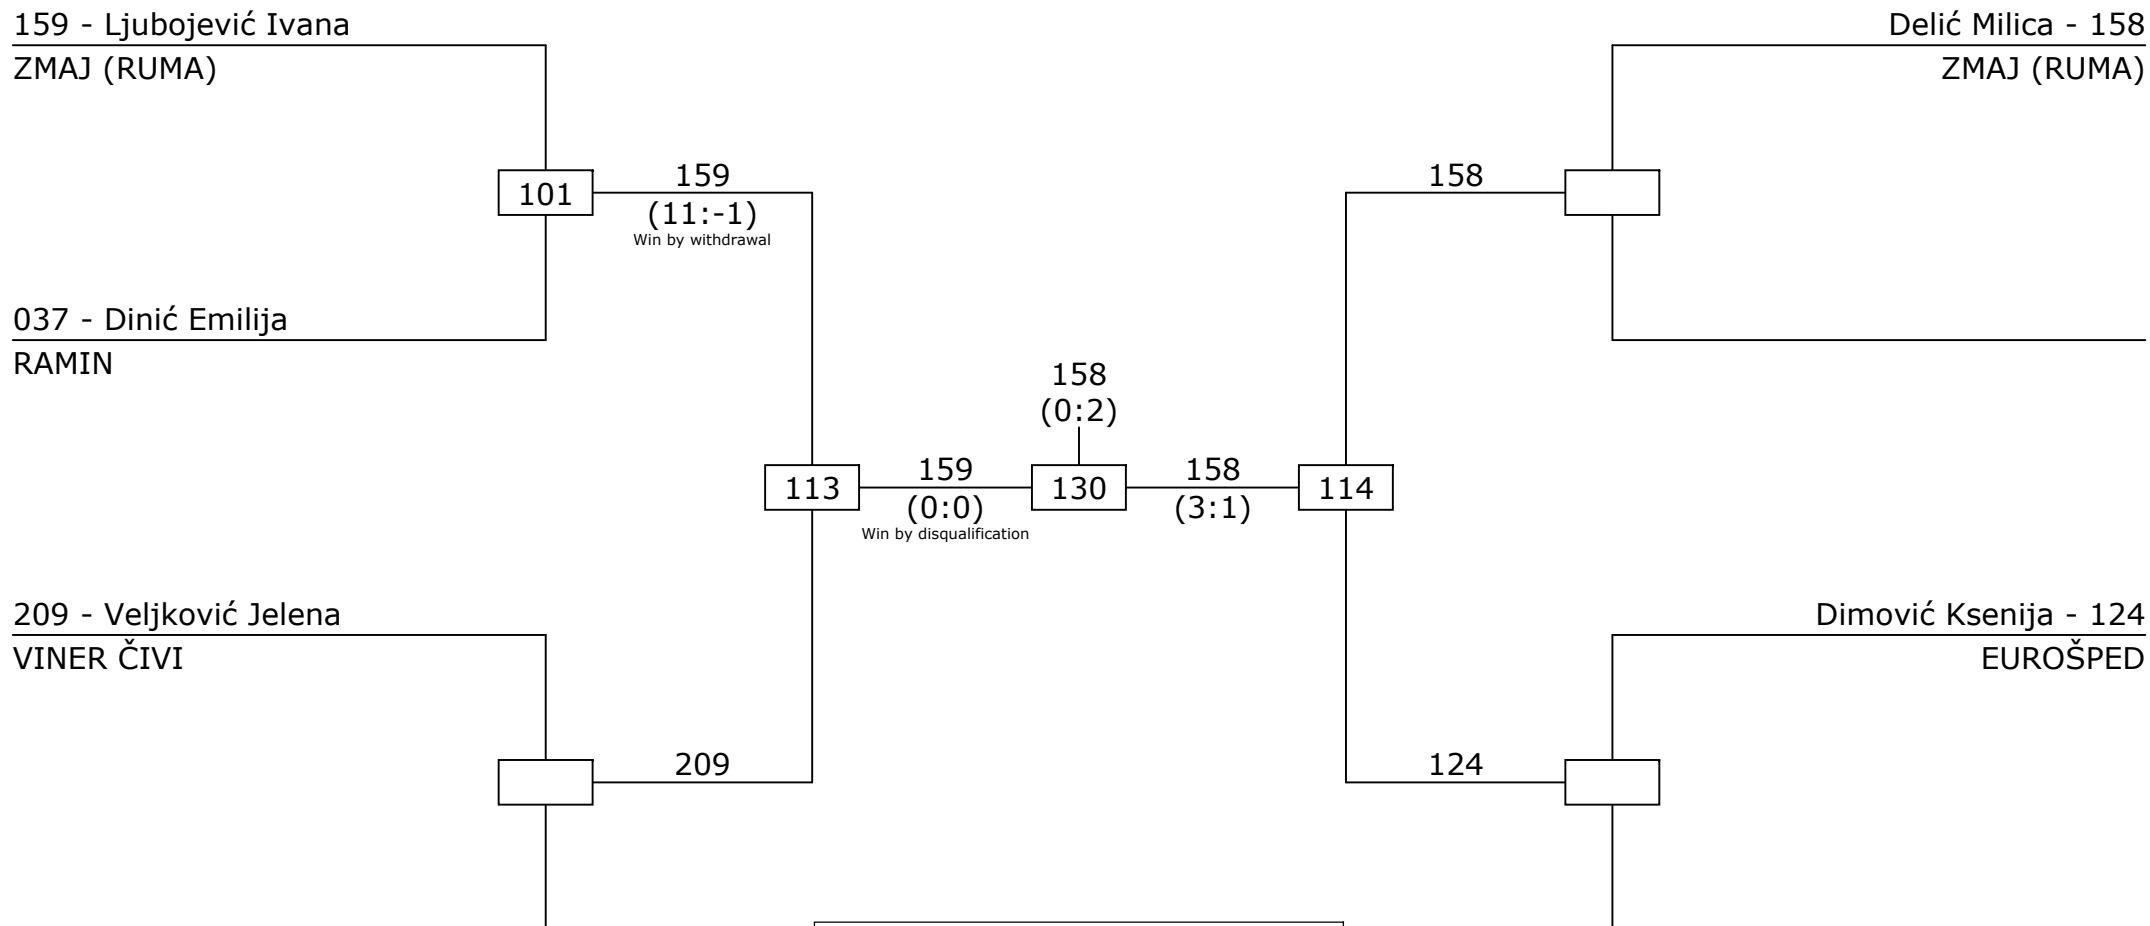 159 - Ljubojević Ivana
ZMAJ (RUMA)
Delić Milica - 158
ZMAJ (RUMA)
101
159
(11:-1)
Win by withdrawal
158
037 - Dinić Emilija
RAMIN
158
(0:2)
113
159
(0:0)
Win by disqualification
130
158
(3:1)
114
209 - Veljković Jelena
VINER ČIVI
Dimović Ksenija - 124
EUROŠPED
209
124